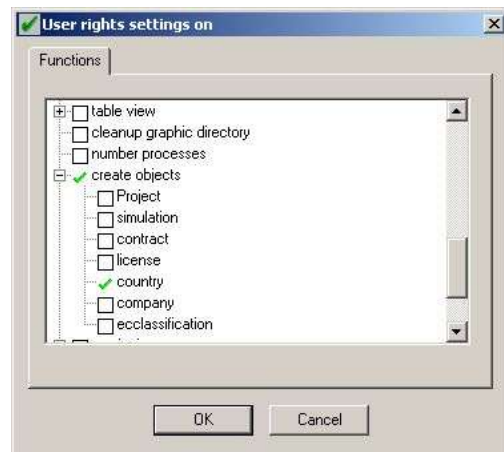 User rights settings on
Functions
table view
cleanup graphic directory
number processes
create objects
Project
simulation
contract
license
country
company
ecclassification
OK
Cancel